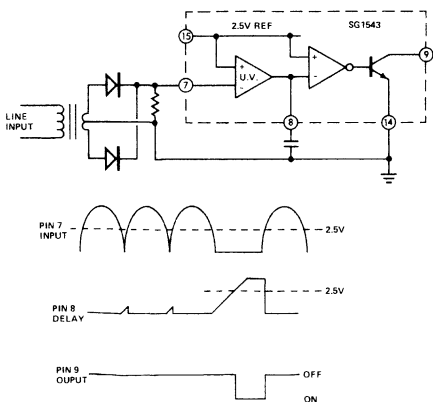 2.5V REF
SG1543
15
9
+
U.V.
-
+
-
7
LINE
INPUT
8
14
PIN 7
INPUT
2.5V
PIN 8
DELAY
2.5V
PIN 9
OUPUT
OFF
ON